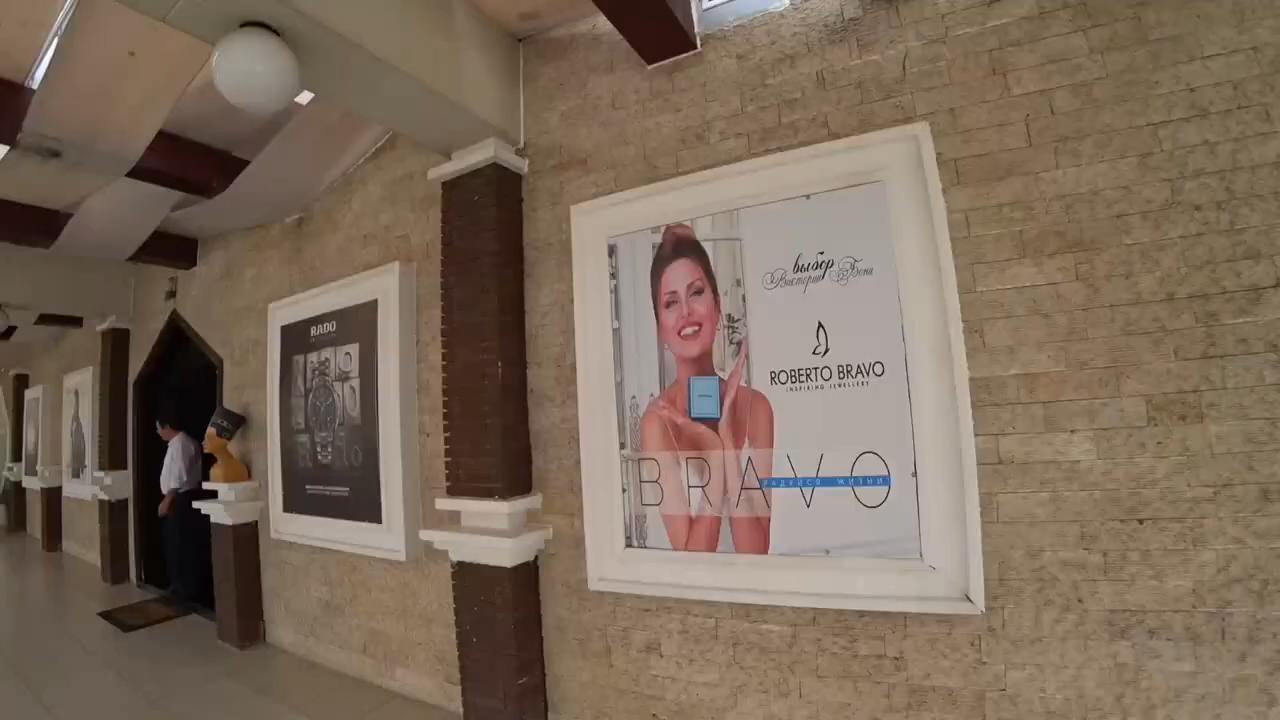 RADO
выбор
Виктории Бони
ROBERTO BRAVO
INSPIRING JEWELLERY
BRAVO
РАДУЙСЯ ЖИЗНИ